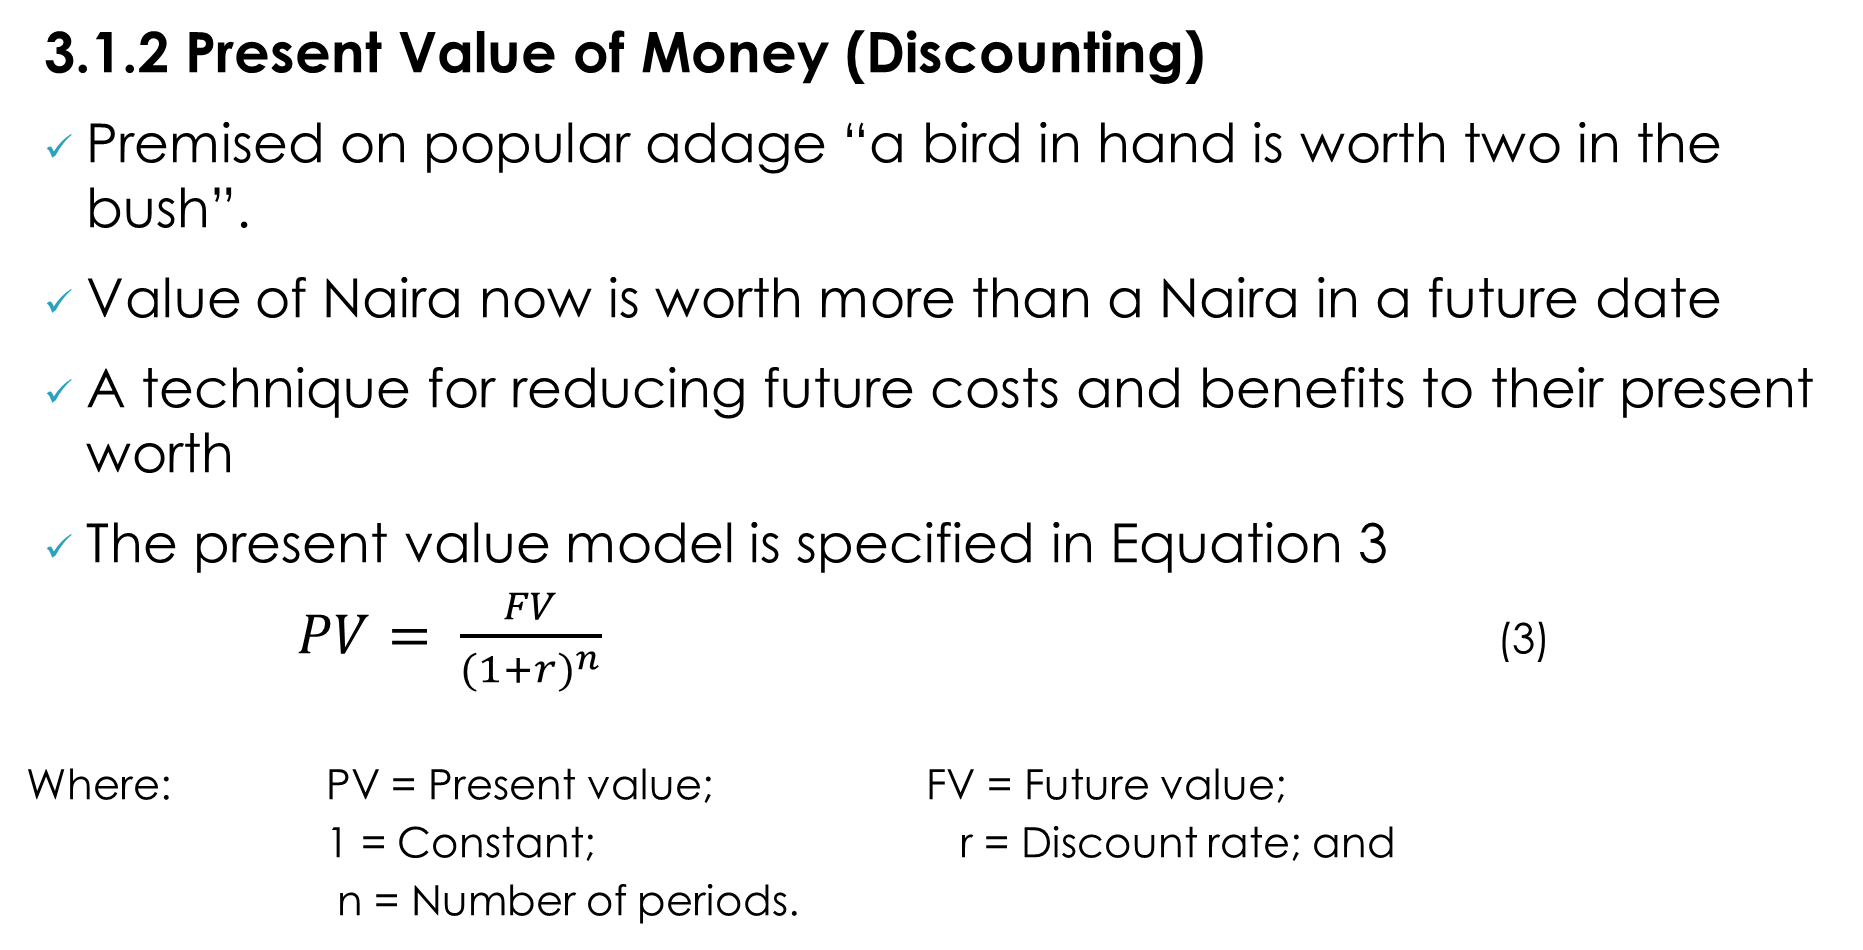 3.1.2 Present Value of Money (Discounting)
✓ Premised on popular adage “a bird in hand is worth two in the
bush”.
✓ Value of Naira now is worth more than a Naira in a future date
✓ A technique for reducing future costs and benefits to their present
worth
✓ The present value model is specified in Equation 3
PV = FV/(1+r)^n (3)
Where: PV = Present value; FV = Future value;
1 = Constant; r = Discount rate; and
n = Number of periods.